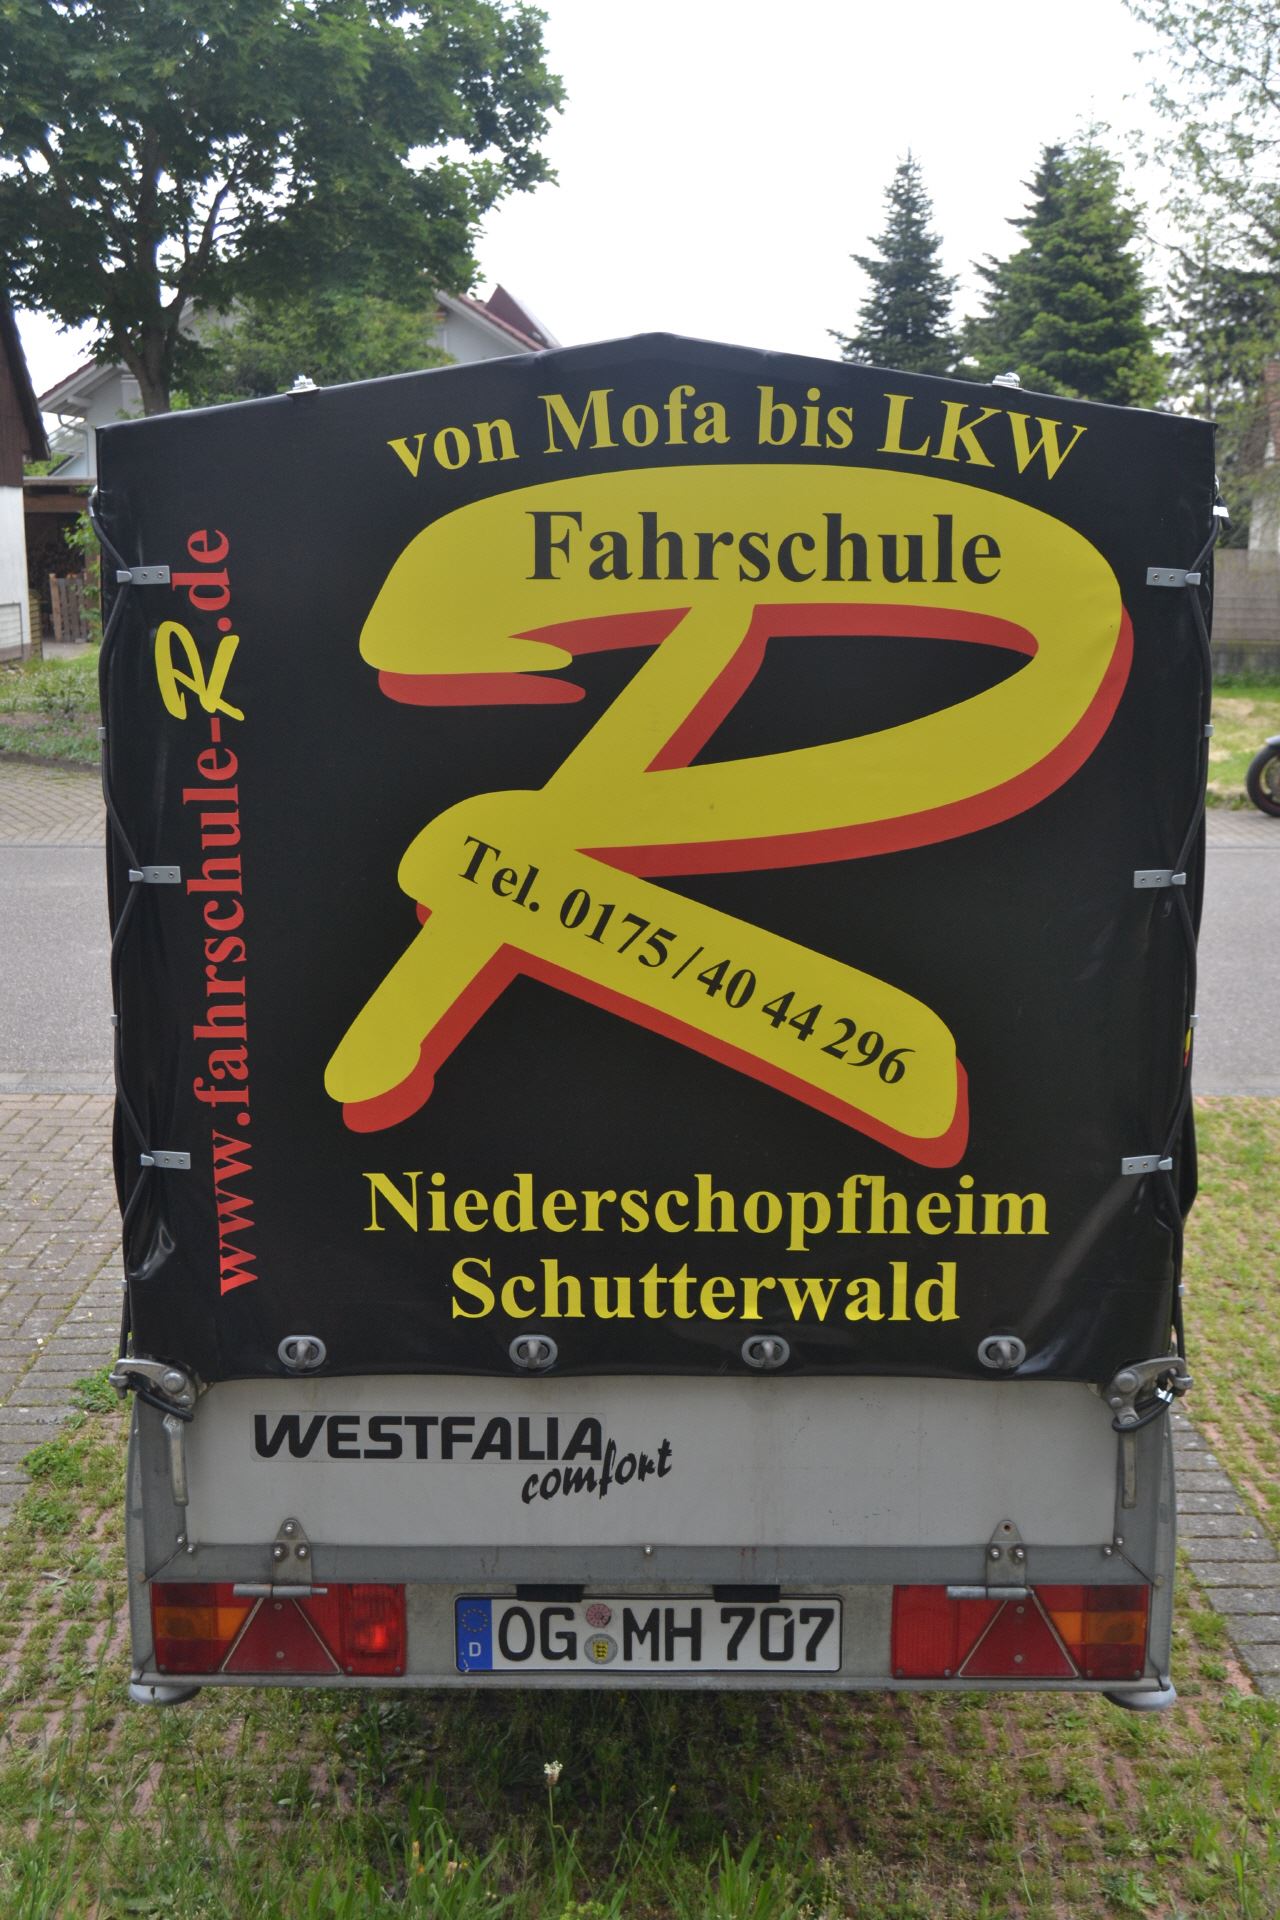 von Mofa bis LKW
Fahrschule
R
Tel. 0175/40 44 296
www.fahrschule-R.de
Niederschopfheim
Schutterwald
WESTFALIA
comfort
D OG MH 707